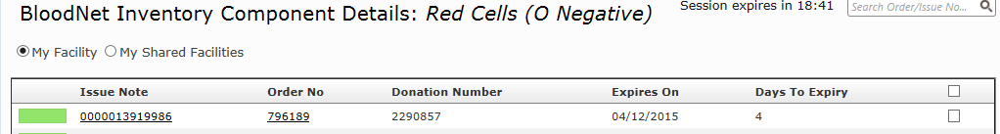 BloodNet Inventory Component Details: Red Cells (O Negative)
Session expires in 18:41
Search Order/Issue No...
My Facility My Shared Facilities
Issue Note Order No Donation Number Expires On Days To Expiry
0000013919986 796189 2290857 04/12/2015 4